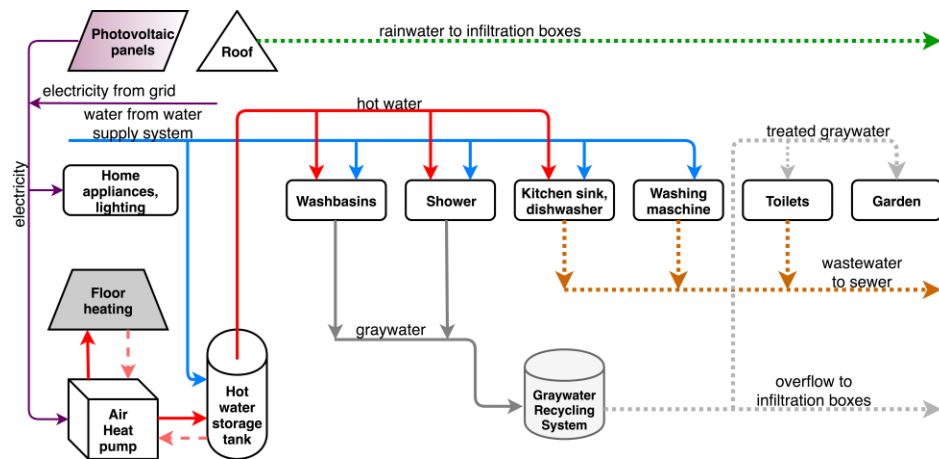 Photovoltaic
panels
Roof
rainwater to infiltration boxes
electricity from grid
water from water
supply system
hot water
treated graywater
electricity
Home
appliances,
lighting
Washbasins
Shower
Kitchen sink,
dishwasher
Washing
maschine
Toilets
Garden
wastewater
to sewer
Floor
heating
graywater
Air
Heat
pump
Hot
water
storage
tank
Graywater
Recycling
System
overflow to
infiltration boxes